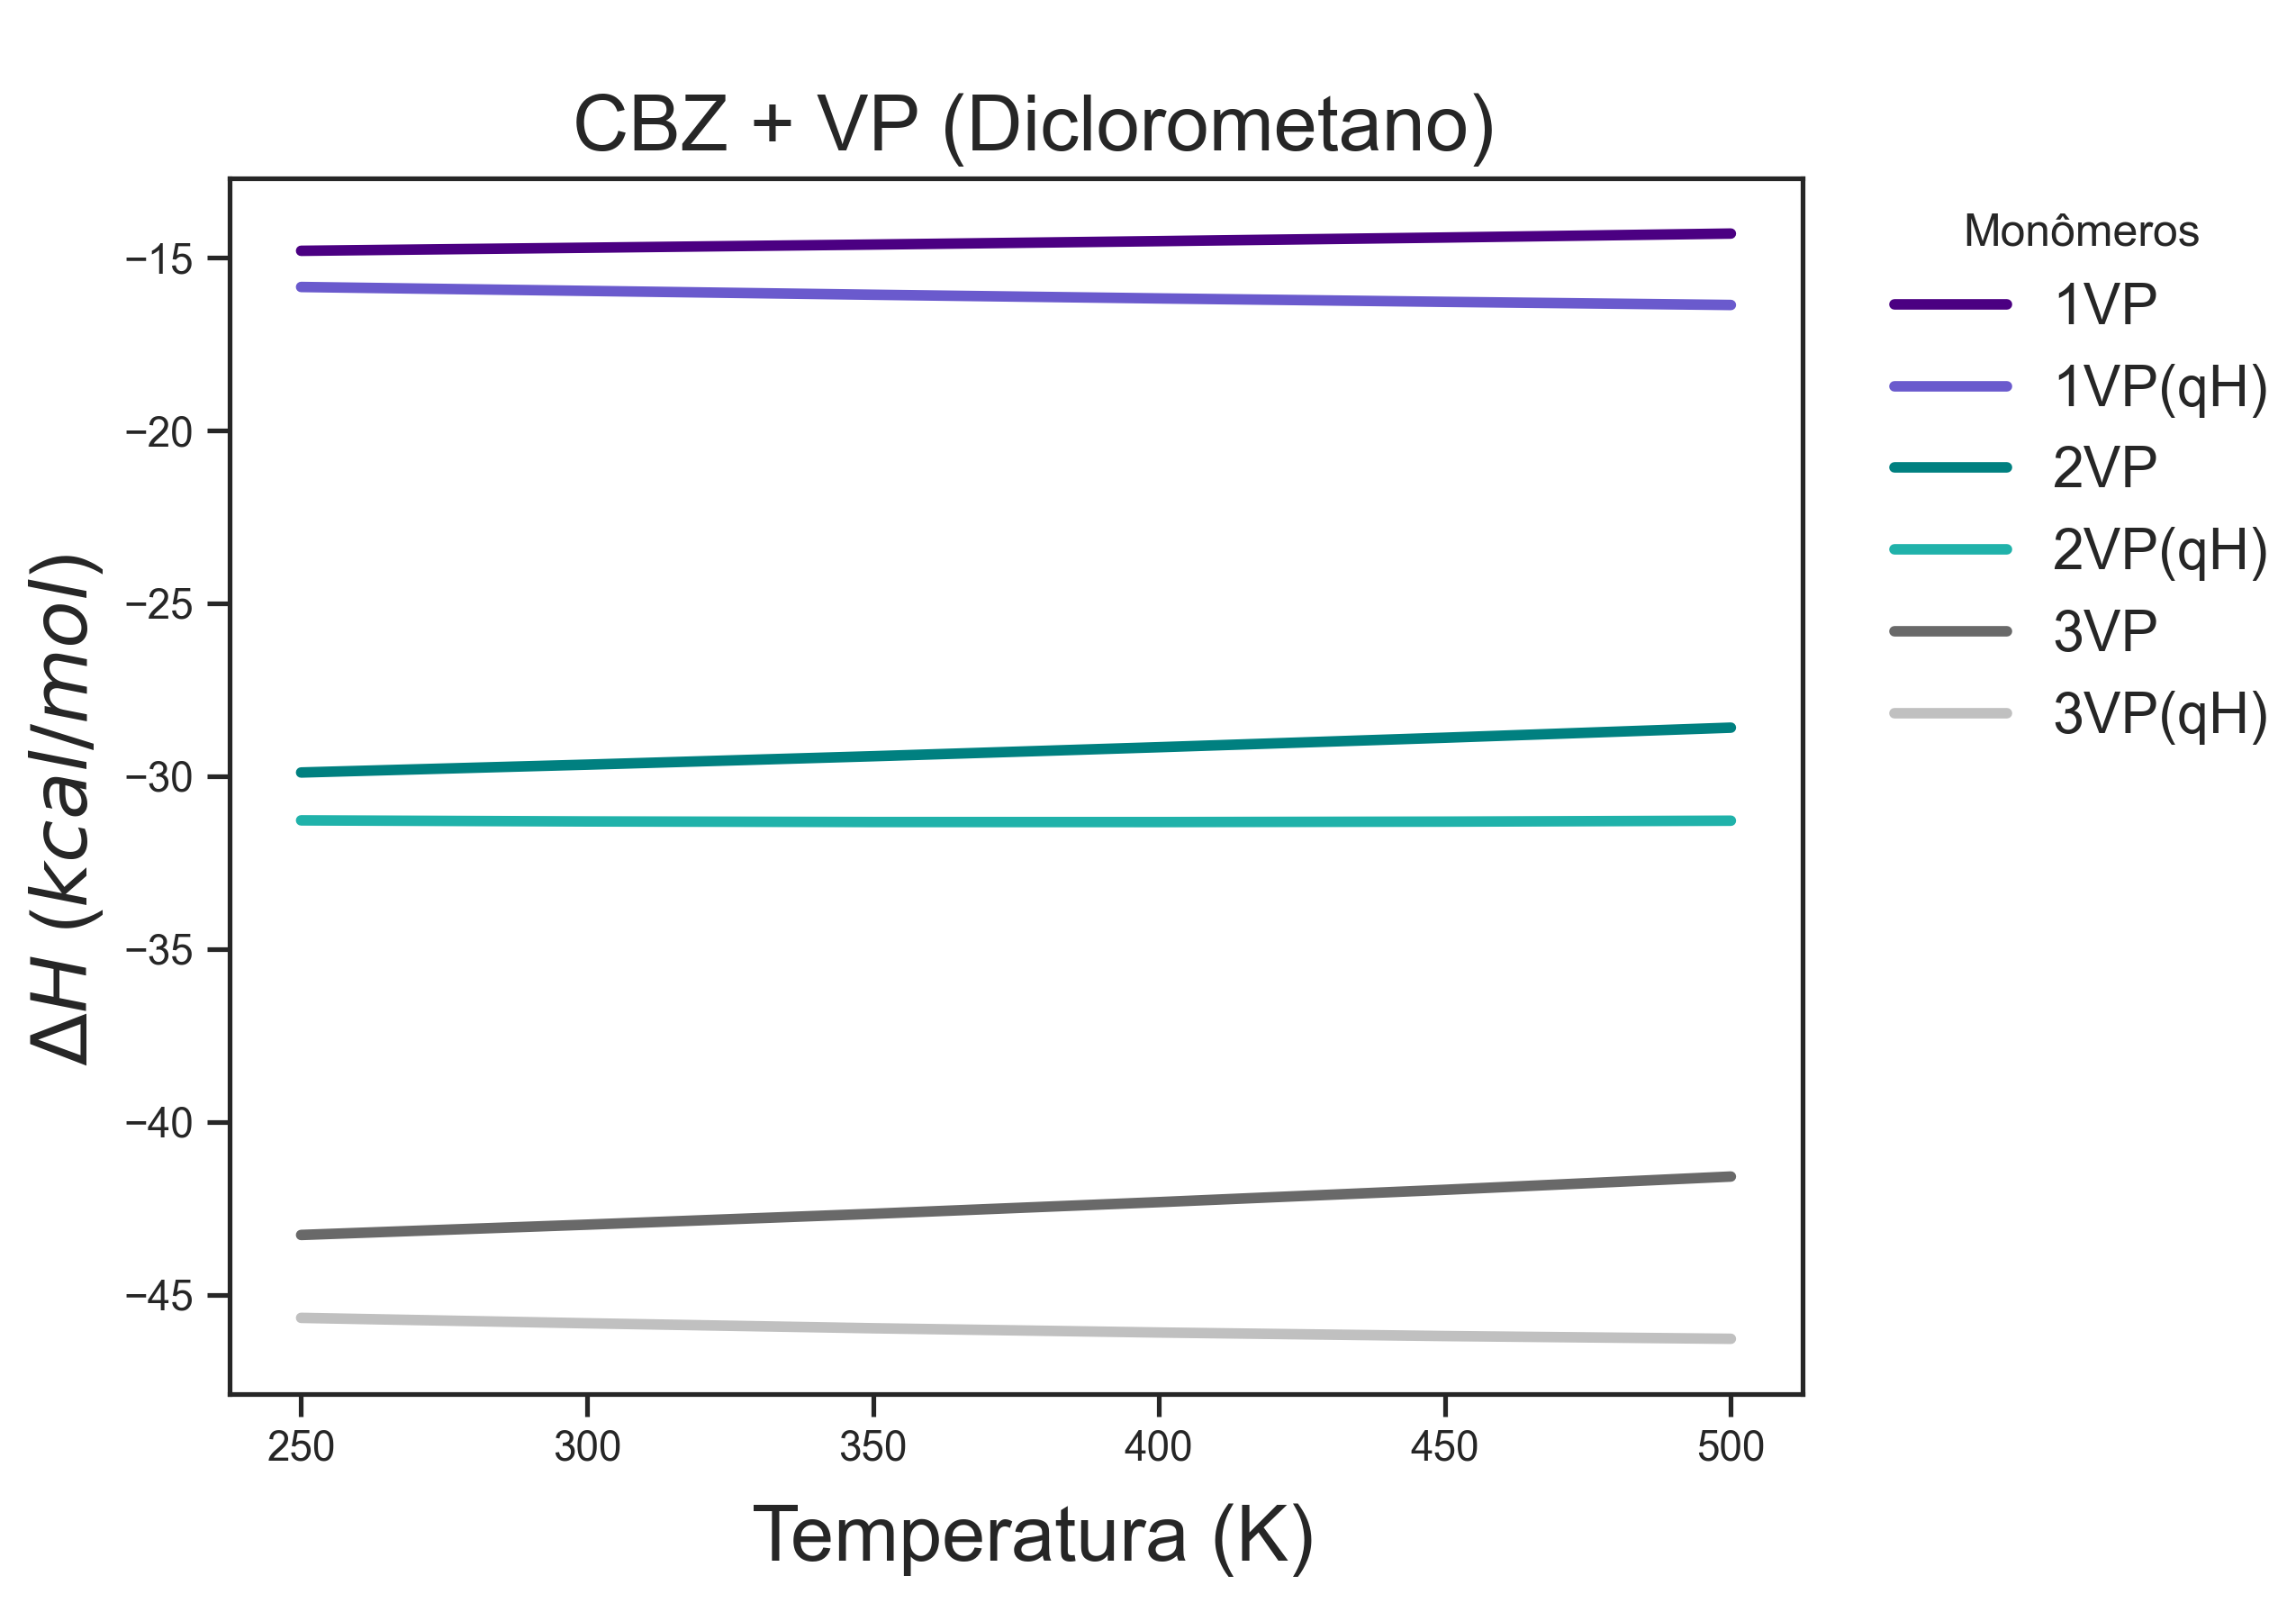 CBZ + VP (Diclorometano)
ΔH (kcal/mol)
−15
−20
−25
−30
−35
−40
−45
250 300 350 400 450 500
Temperatura (K)
Monômeros
1VP
1VP(qH)
2VP
2VP(qH)
3VP
3VP(qH)